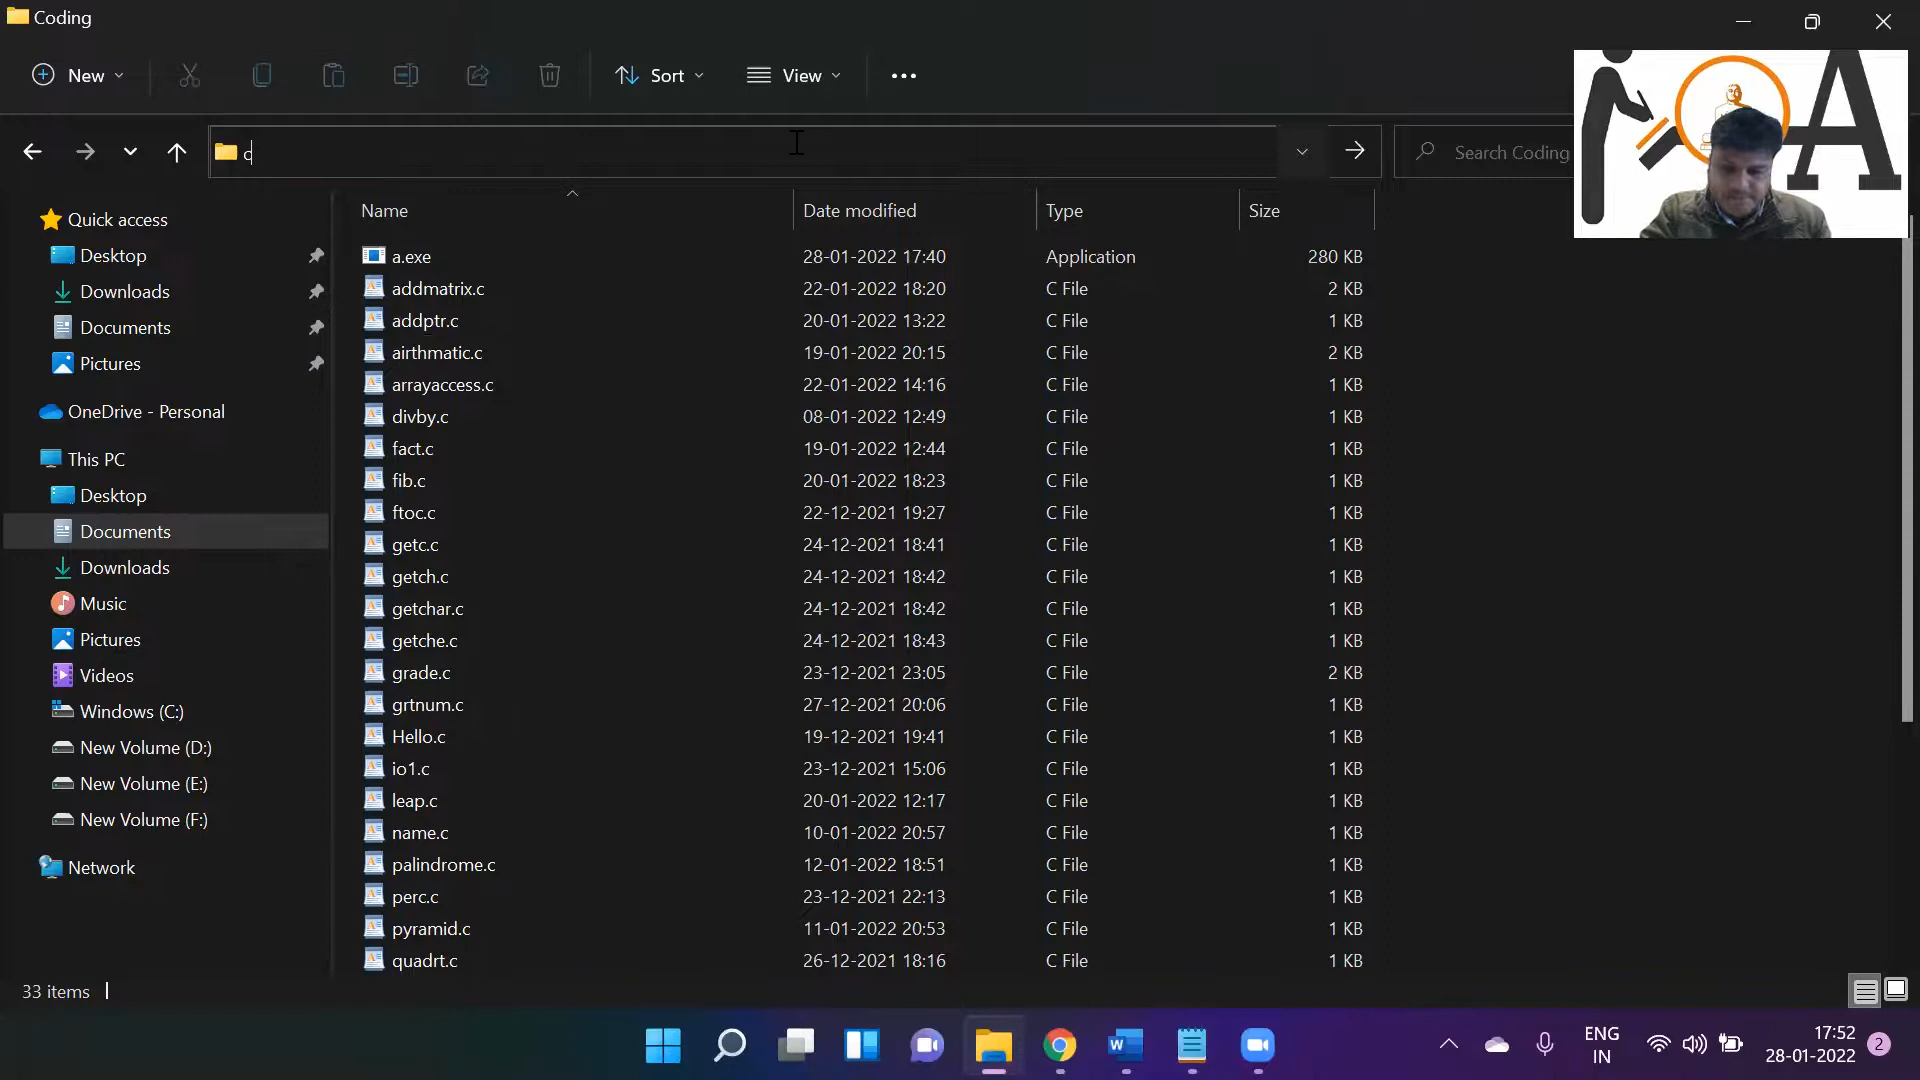 Coding
New
Sort
View
c
Search Coding
A
Name
Date modified
Type
Size
Quick access
Desktop
Downloads
Documents
Pictures
OneDrive - Personal
This PC
Desktop
Documents
Downloads
Music
Pictures
Videos
Windows (C:)
New Volume (D:)
New Volume (E:)
New Volume (F:)
Network
a.exe 28-01-2022 17:40 Application 280 KB
addmatrix.c 22-01-2022 18:20 C File 2 KB
addptr.c 20-01-2022 13:22 C File 1 KB
airthmatic.c 19-01-2022 20:15 C File 2 KB
arrayaccess.c 22-01-2022 14:16 C File 1 KB
divby.c 08-01-2022 12:49 C File 1 KB
fact.c 19-01-2022 12:44 C File 1 KB
fib.c 20-01-2022 18:23 C File 1 KB
ftoc.c 22-12-2021 19:27 C File 1 KB
getc.c 24-12-2021 18:41 C File 1 KB
getch.c 24-12-2021 18:42 C File 1 KB
getchar.c 24-12-2021 18:42 C File 1 KB
getche.c 24-12-2021 18:43 C File 1 KB
grade.c 23-12-2021 23:05 C File 2 KB
grtnum.c 27-12-2021 20:06 C File 1 KB
Hello.c 19-12-2021 19:41 C File 1 KB
io1.c 23-12-2021 15:06 C File 1 KB
leap.c 20-01-2022 12:17 C File 1 KB
name.c 10-01-2022 20:57 C File 1 KB
palindrome.c 12-01-2022 18:51 C File 1 KB
perc.c 23-12-2021 22:13 C File 1 KB
pyramid.c 11-01-2022 20:53 C File 1 KB
quadrt.c 26-12-2021 18:16 C File 1 KB
33 items
W
ENG
IN
17:52
28-01-2022
2